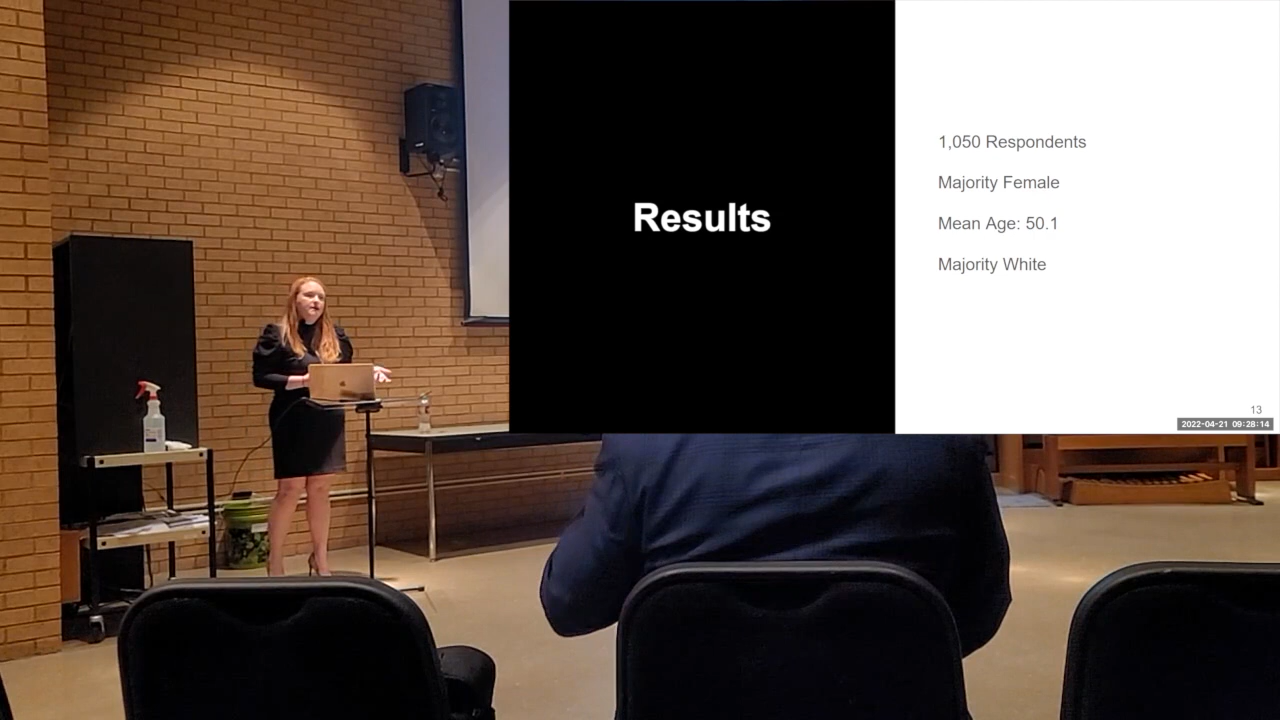 Results
1,050 Respondents
Majority Female
Mean Age: 50.1
Majority White
13
2022-04-21 09:28:14